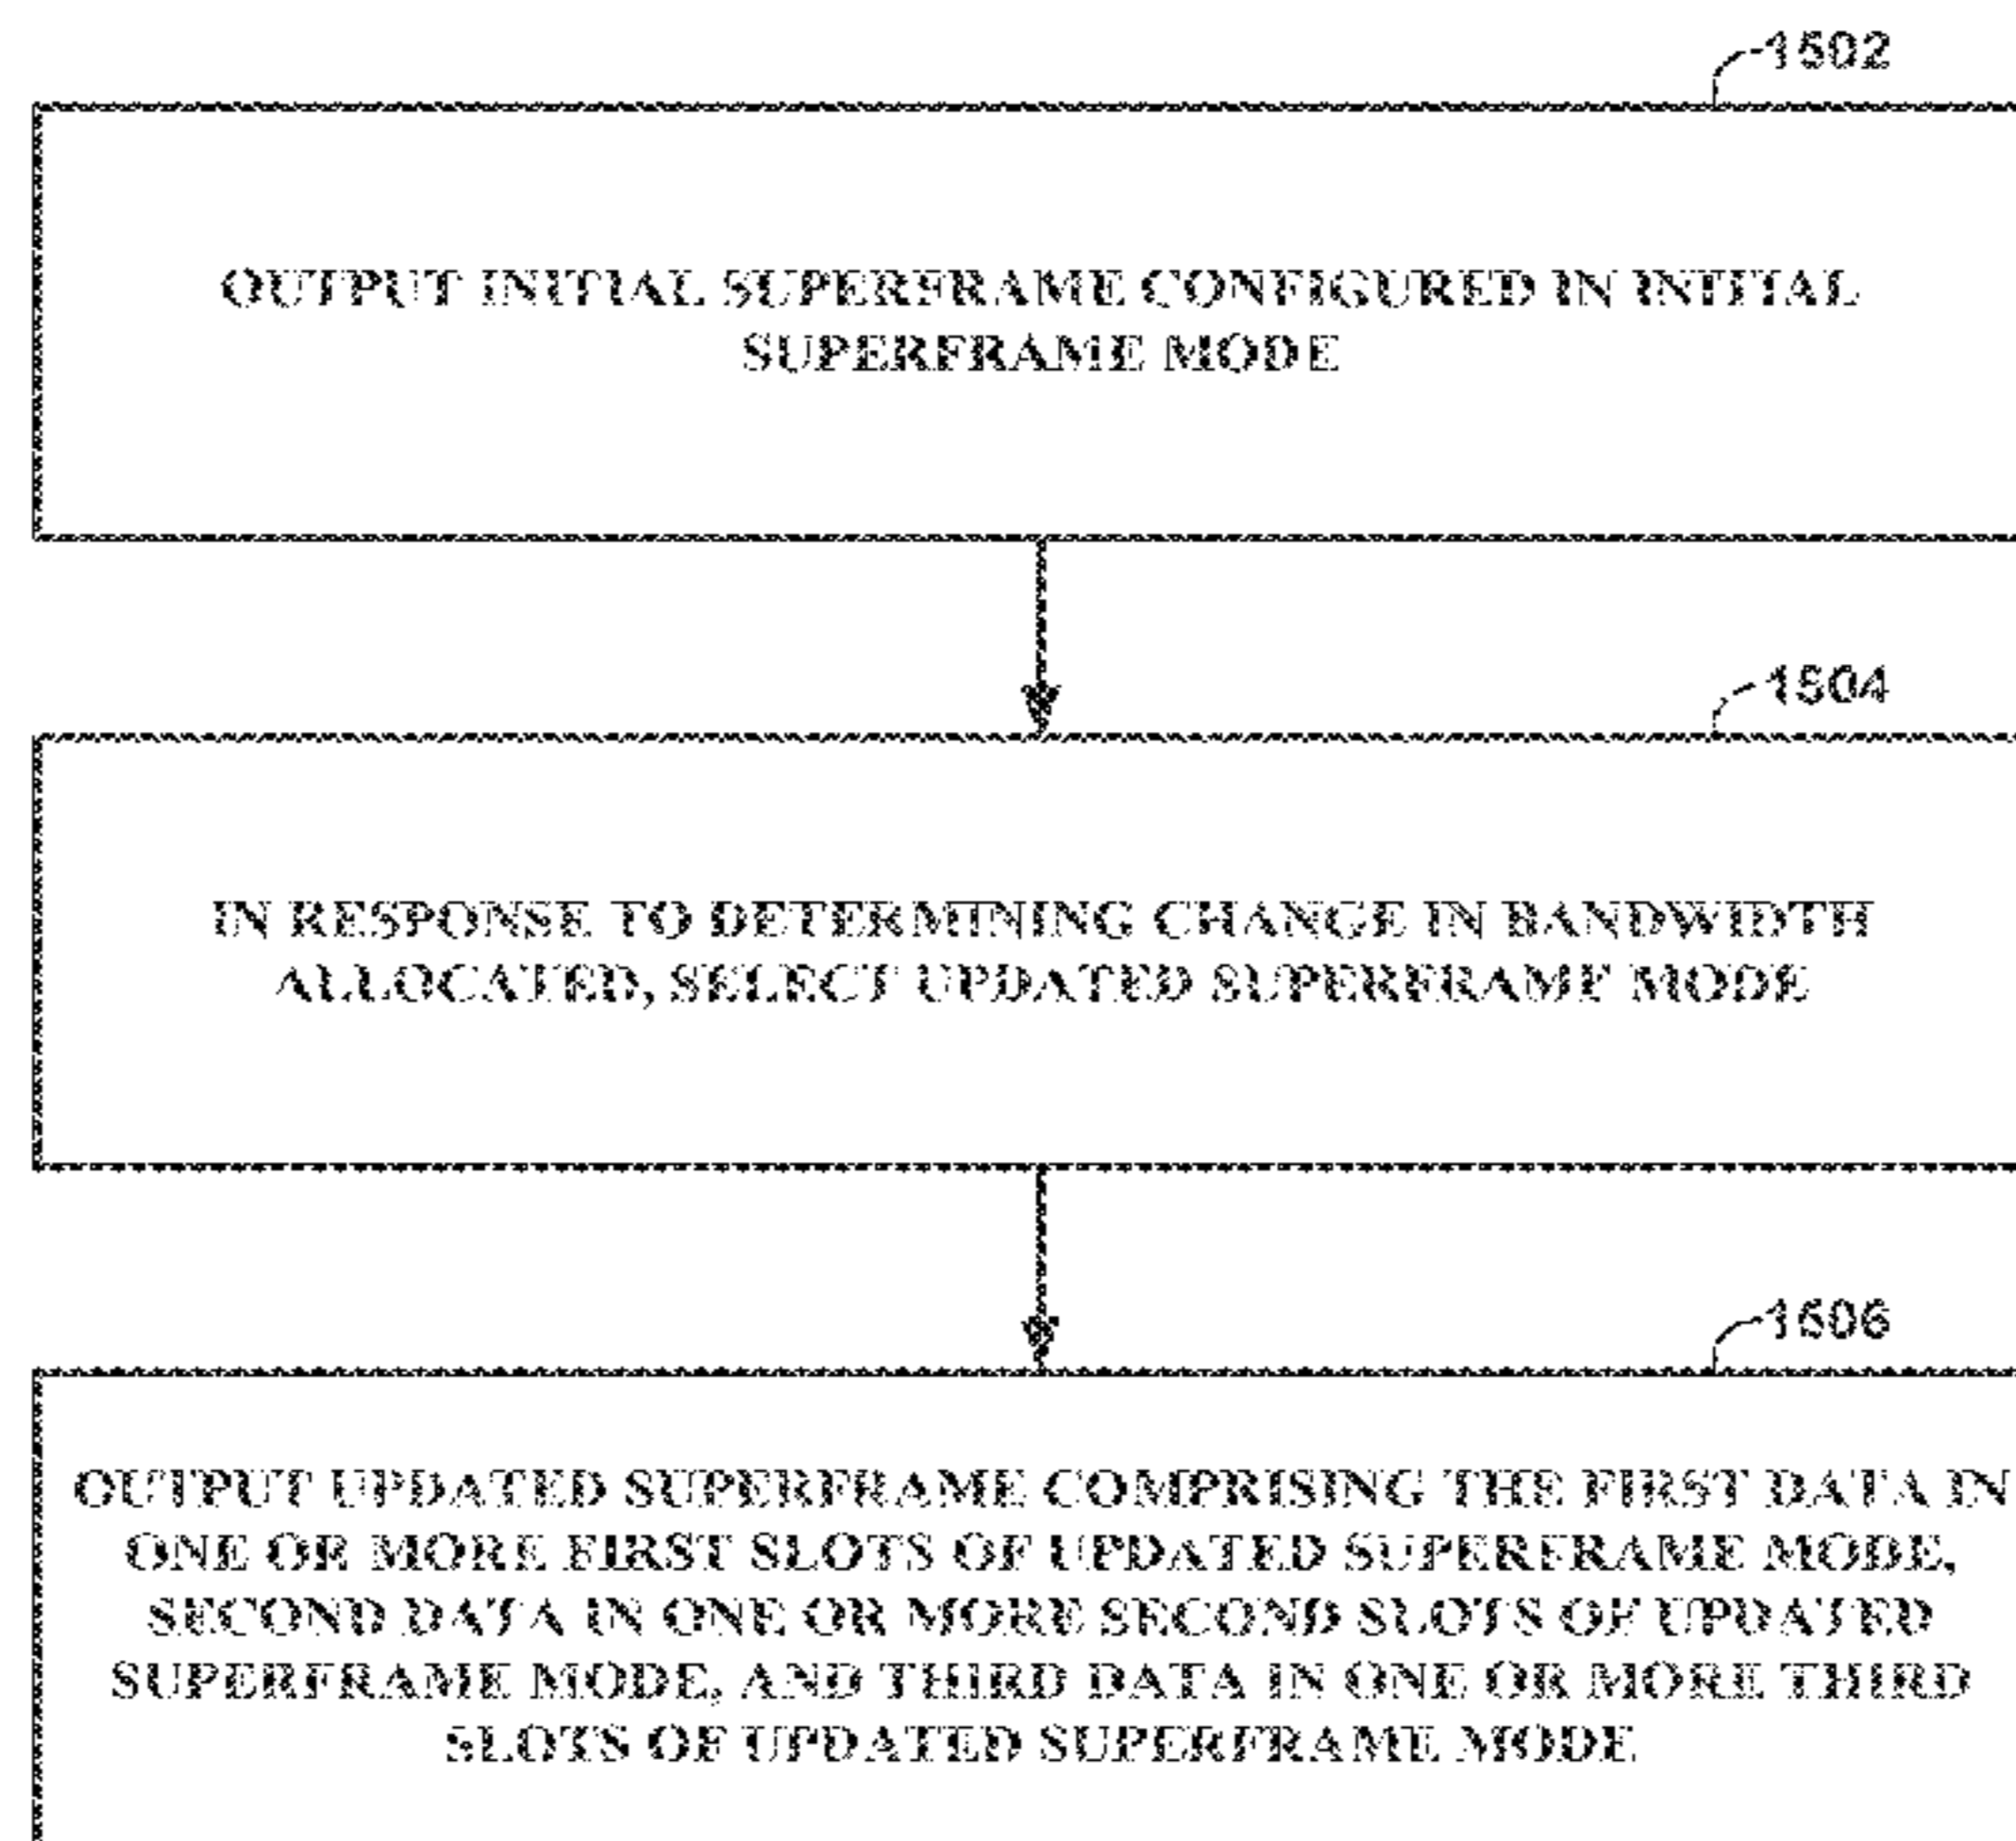 1502
OUTPUT INITIAL SUPERFRAME CONFIGURED IN INITIAL
SUPERFRAME MODE
1504
IN RESPONSE TO DETERMINING CHANGE IN BANDWIDTH
ALLOCATED, SELECT UPDATED SUPERFRAME MODE
1506
OUTPUT UPDATED SUPERFRAME COMPRISING THE FIRST DATA IN
ONE OR MORE FIRST SLOTS OF UPDATED SUPERFRAME MODE,
SECOND DATA IN ONE OR MORE SECOND SLOTS OF UPDATED
SUPERFRAME MODE, AND THIRD DATA IN ONE OR MORE THIRD
SLOTS OF UPDATED SUPERFRAME MODE